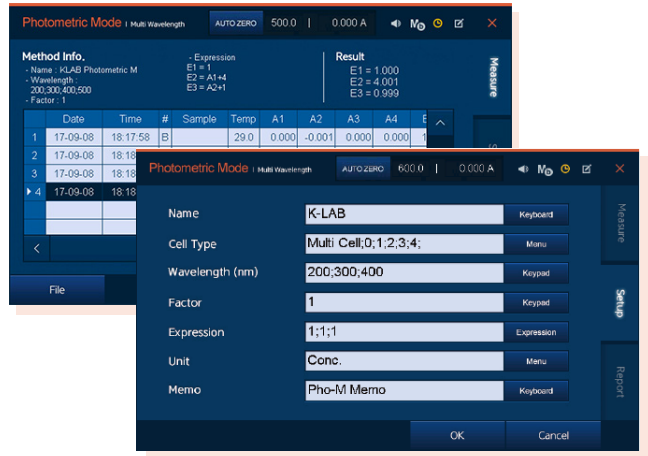 Photometric Mode | Multi Wavelength AUTO ZERO 500.0 | 0.000 A
Method Info.
- Name : KLAB Photometric M
- Wavelength :
200;300;400;500
- Factor : 1
- Expression
E1 = 1
E2 = A1+4
E3 = A2+1
Result
E1 = 1.000
E2 = 4.001
E3 = 0.999
Measure
Date Time # Sample Temp A1 A2 A3 A4 E
1 17-09-08 18:17:58 B 29.0 0.000 -0.001 0.000 0.000 1
2 17-09-08 18:18
3 17-09-08 18:18
4 17-09-08 18:18
File
Photometric Mode | Multi Wavelength AUTO ZERO 600.0 | 0.000 A
Name K-LAB Keyboard
Cell Type Multi Cell;0;1;2;3;4; Menu
Wavelength (nm) 200;300;400 Keypad
Factor 1 Keypad
Expression 1;1;1 Expression
Unit Conc. Menu
Memo Pho-M Memo Keyboard
Measure
Setup
Report
OK Cancel